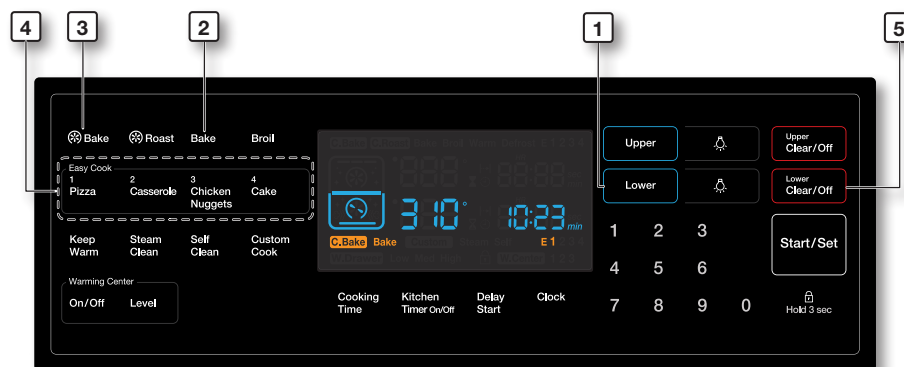 4 3 2 1 5
Bake Roast Bake Broil
Easy Cook
1 2 3 4
Pizza Casserole Chicken Nuggets Cake
Keep Warm Steam Clean Self Clean Custom Cook
Warming Center
On/Off Level
310° 10:23 min
C.Bake Bake E 1
Cooking Time Kitchen Timer On/Off Delay Start Clock
Upper
Lower
1 2 3
4 5 6
7 8 9 0
Upper Clear/Off
Lower Clear/Off
Start/Set
Hold 3 sec